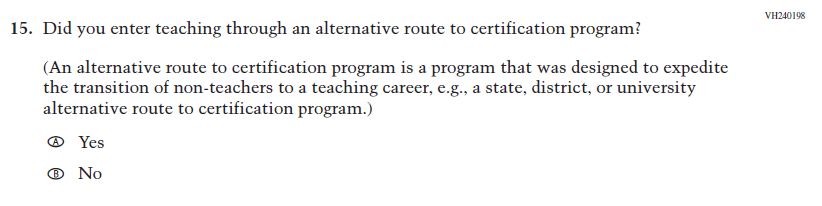 VH240198
15. Did you enter teaching through an alternative route to certification program?
(An alternative route to certification program is a program that was designed to expedite
the transition of non-teachers to a teaching career, e.g., a state, district, or university
alternative route to certification program.)
Ⓐ Yes
Ⓑ No